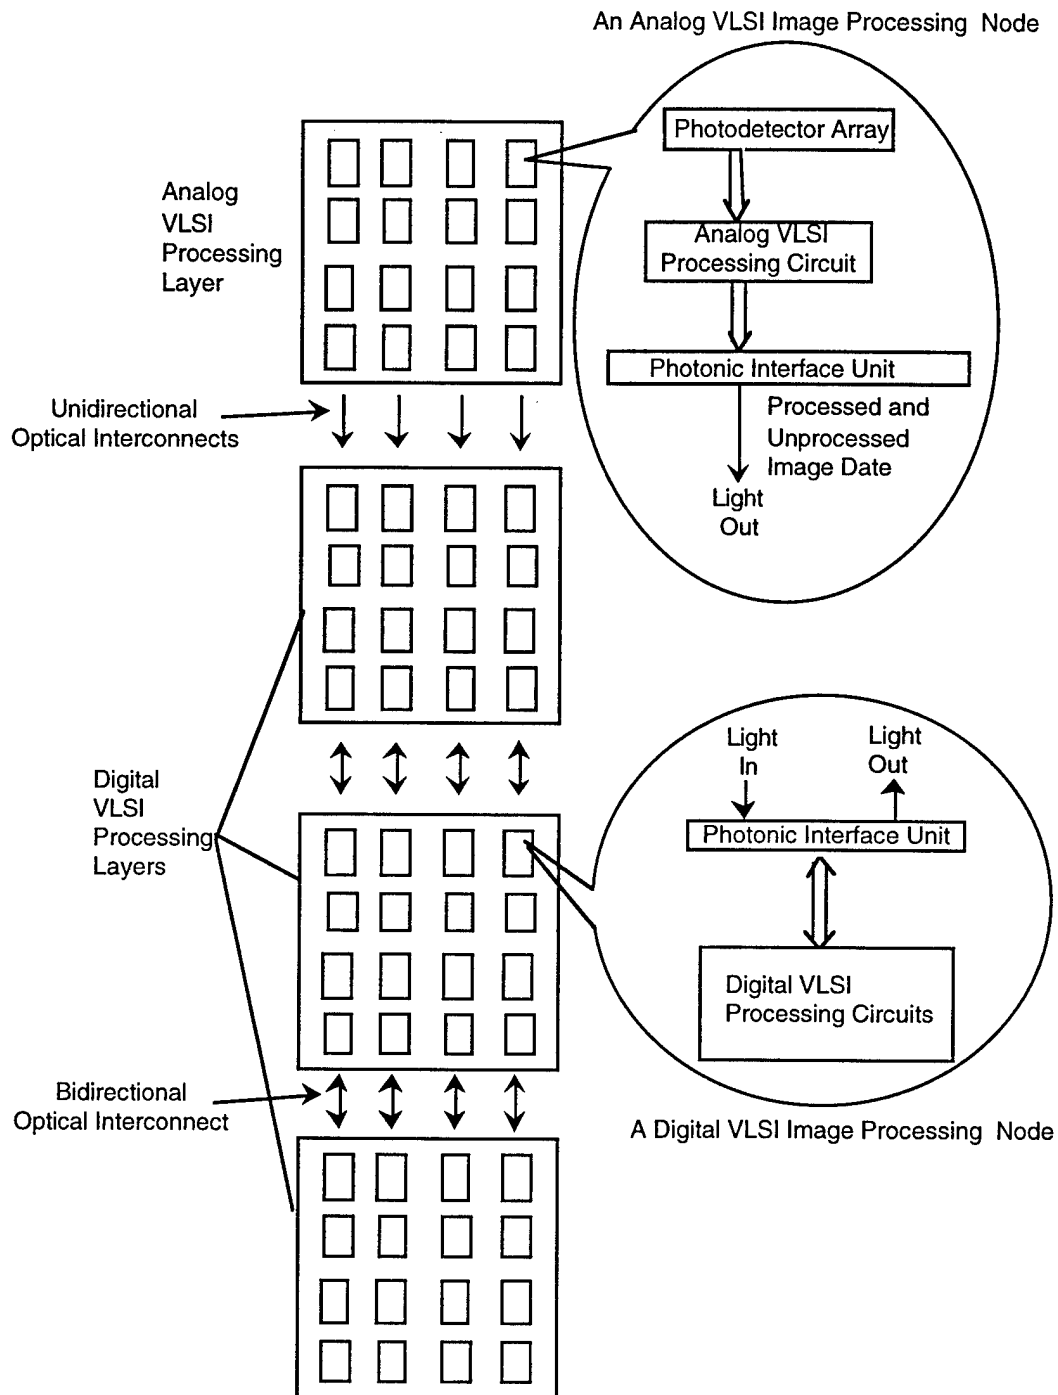 An Analog VLSI Image Processing Node
Photodetector Array
Analog
VLSI
Processing
Layer
Analog VLSI
Processing Circuit
Photonic Interface Unit
Unidirectional
Optical Interconnects
Processed and
Unprocessed
Image Date
Light
Out
Digital
VLSI
Processing
Layers
Light
In
Light
Out
Photonic Interface Unit
Digital VLSI
Processing Circuits
Bidirectional
Optical Interconnect
A Digital VLSI Image Processing Node